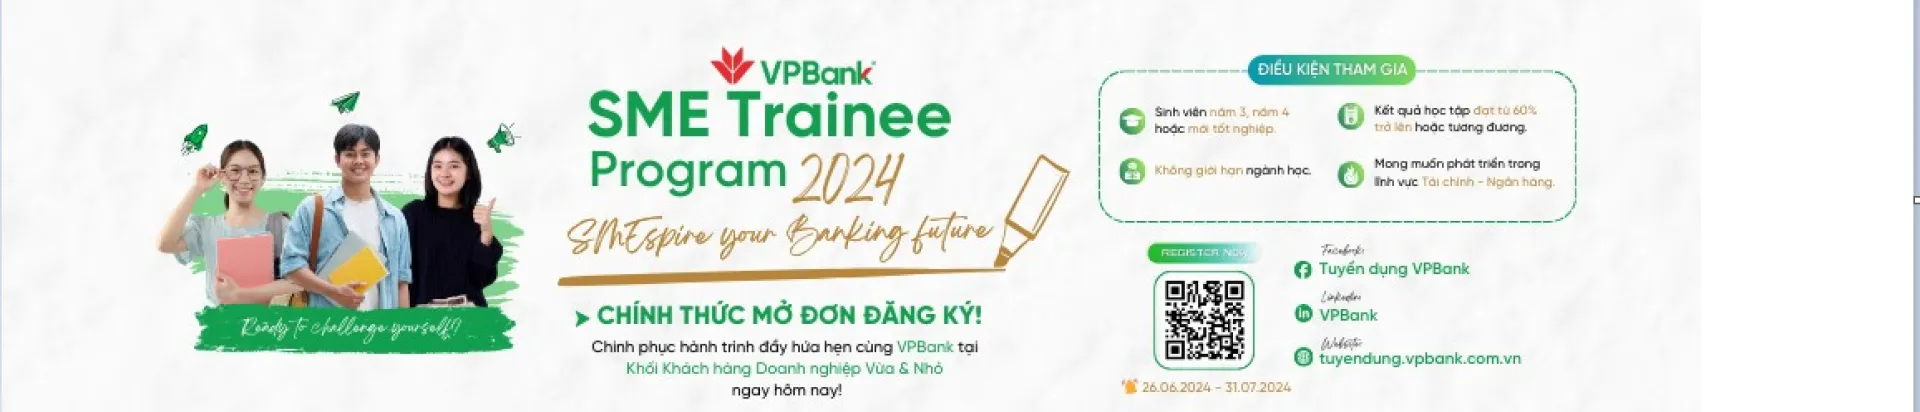 Ready to challenge yourself?
VPBank
SME Trainee
Program 2024
SMEspire your Banking future
CHÍNH THỨC MỞ ĐƠN ĐĂNG KÝ!
Chinh phục hành trình đầy hứa hẹn cùng VPBank tại
Khối Khách hàng Doanh nghiệp Vừa & Nhỏ
ngay hôm nay!
ĐIỀU KIỆN THAM GIA
Sinh viên năm 3, năm 4
hoặc mới tốt nghiệp.
Không giới hạn ngành học.
Kết quả học tập đạt từ 60%
trở lên hoặc tương đương.
Mong muốn phát triển trong
lĩnh vực Tài chính - Ngân hàng.
REGISTER NOW
26.06.2024 - 31.07.2024
Facebook:
Tuyển dụng VPBank
Linkedin:
VPBank
Website:
tuyendung.vpbank.com.vn